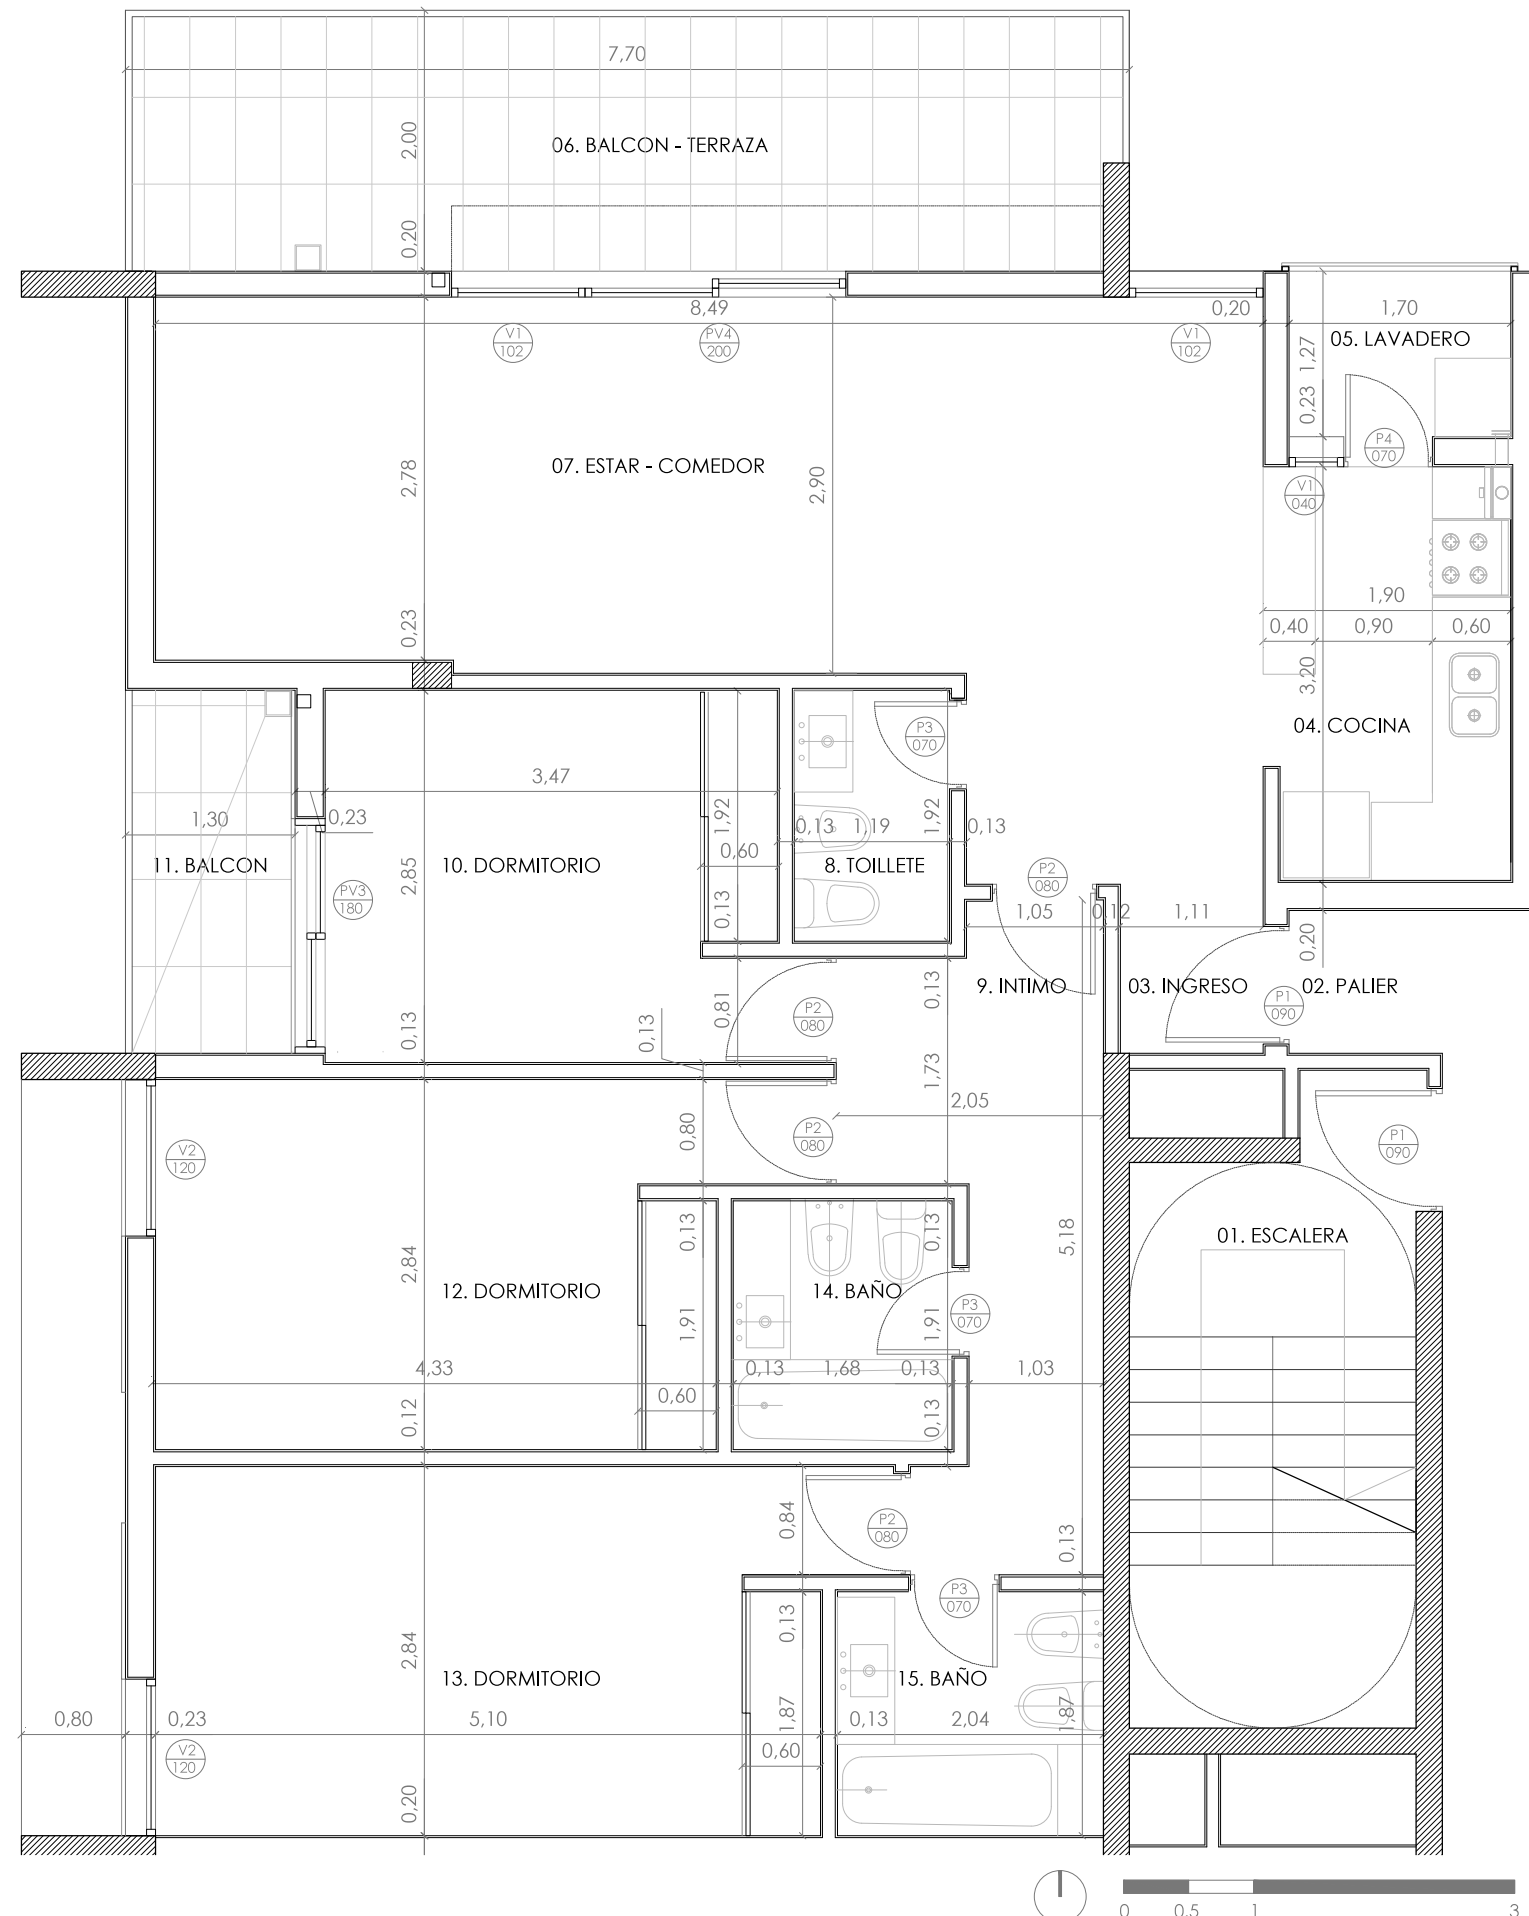 7,70
2,00
06. BALCON - TERRAZA
0,20
8,49
0,20
1,70
V1
102
PV4
200
V1
102
05. LAVADERO
1,27
0,23
P4
070
07. ESTAR - COMEDOR
2,78
2,90
V1
040
1,90
0,23
0,40
0,90
0,60
3,20
04. COCINA
P3
070
3,47
1,30
0,23
1,92
0,13
1,19
1,92
0,13
0,60
11. BALCON
10. DORMITORIO
8. TOILLETE
2,85
PV3
180
P2
080
0,13
1,05
0,12
1,11
0,20
9. INTIMO
03. INGRESO
02. PALIER
0,13
0,81
P2
080
P1
090
0,13
0,13
1,73
2,05
V2
120
0,80
P2
080
P1
090
0,13
0,13
5,18
01. ESCALERA
2,84
12. DORMITORIO
14. BAÑO
1,91
1,91
P3
070
4,33
0,13
1,68
0,13
1,03
0,60
0,12
0,13
0,84
P2
080
0,13
P3
070
0,13
2,84
13. DORMITORIO
15. BAÑO
0,80
0,23
5,10
1,87
0,13
2,04
1,87
V2
120
0,60
0,20
0
0,5
1
3